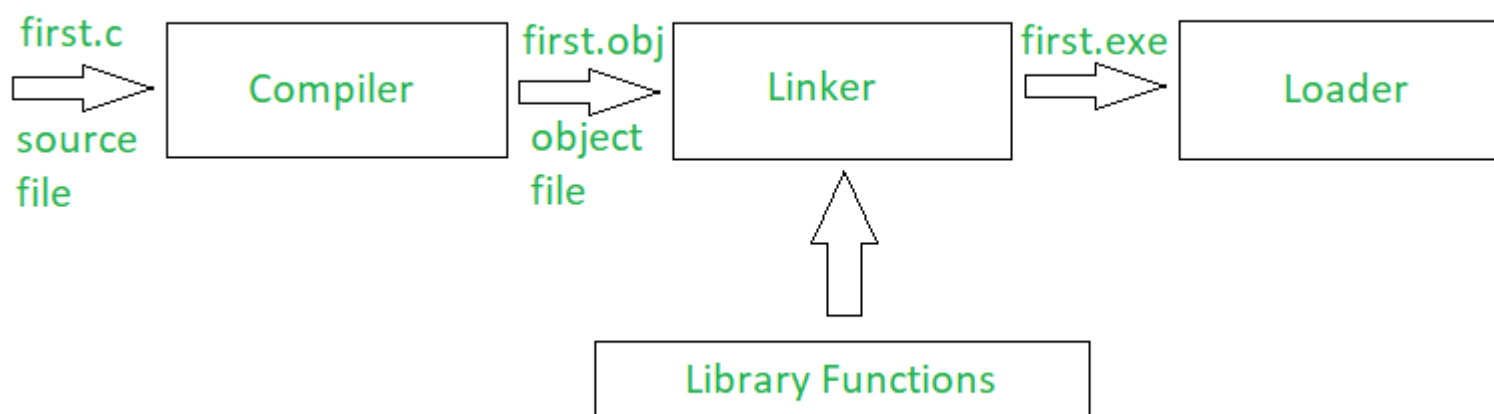 first.c
source
file
Compiler
first.obj
object
file
Linker
first.exe
Loader
Library Functions